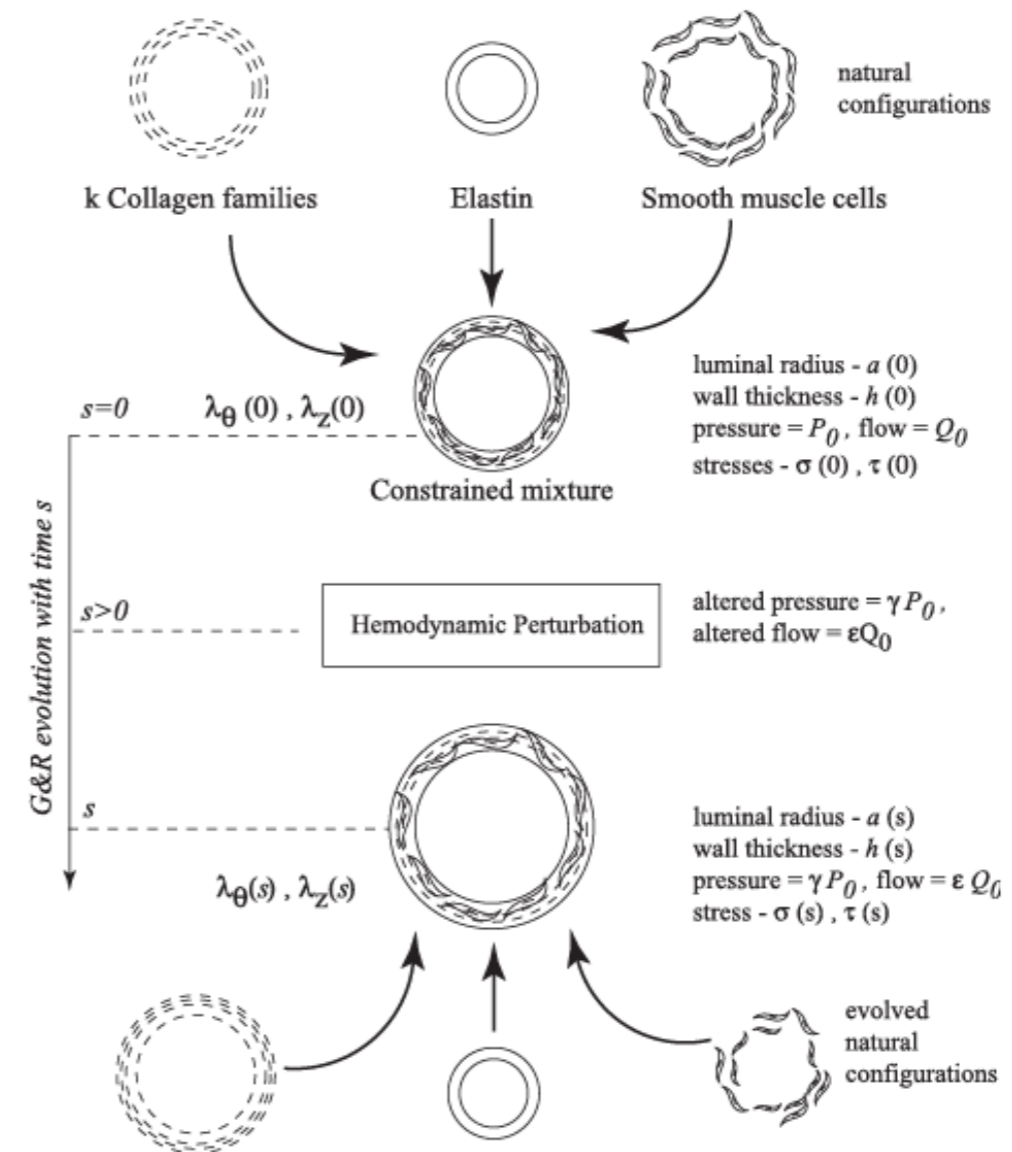 natural
configurations
k Collagen families
Elastin
Smooth muscle cells
luminal radius - a (0)
wall thickness - h (0)
pressure = P₀, flow = Q₀
stresses - σ (0) , τ (0)
s=0
λθ (0) , λz(0)
Constrained mixture
G&R evolution with time s
s>0
Hemodynamic Perturbation
altered pressure = γ P₀,
altered flow = εQ₀
s
λθ(s) , λz(s)
luminal radius - a (s)
wall thickness - h (s)
pressure = γ P₀, flow = ε Q₀
stress - σ (s) , τ (s)
evolved
natural
configurations